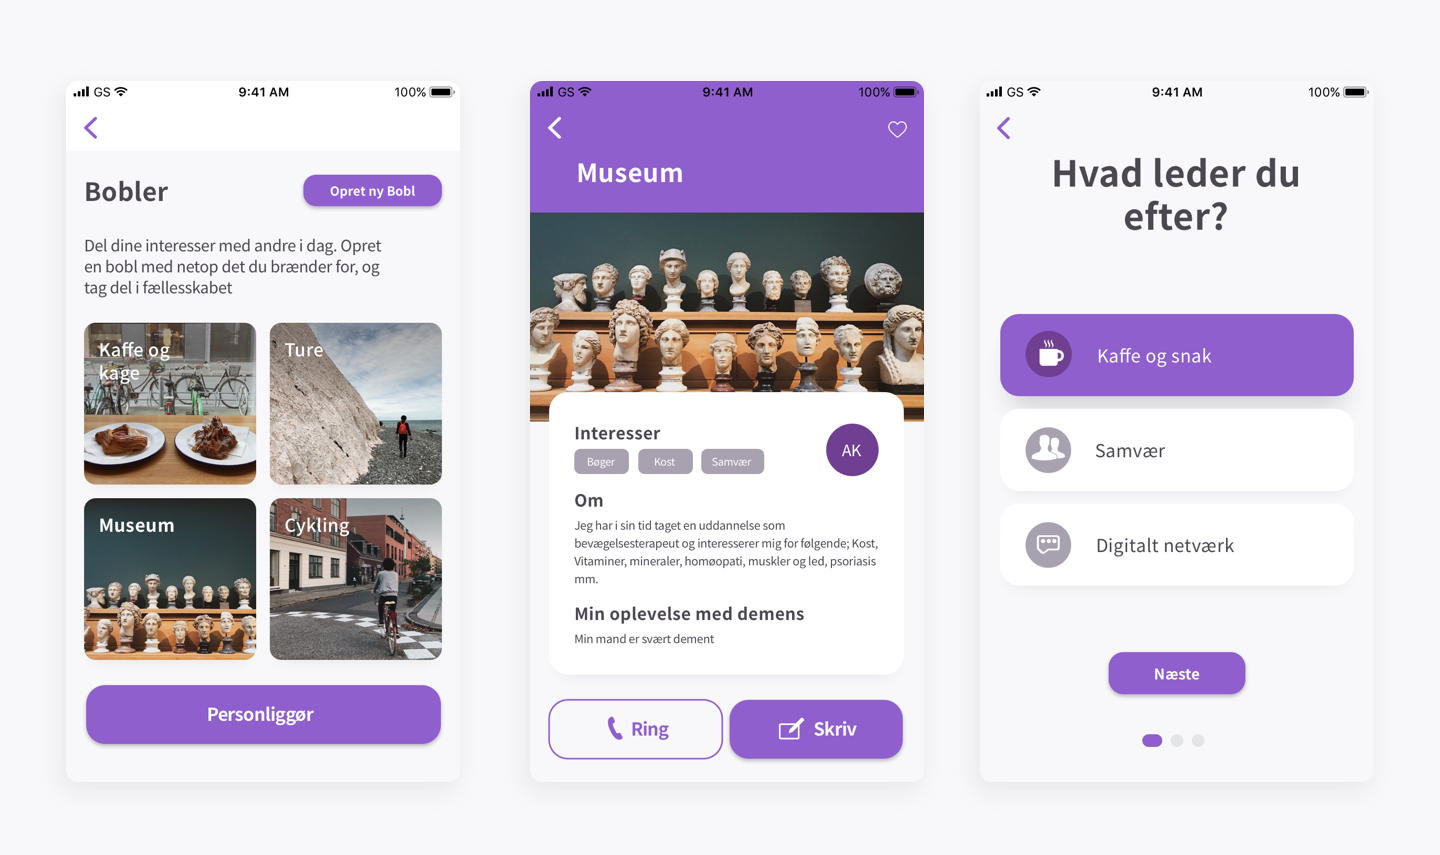 GS 9:41 AM 100%
Bobler
Opret ny Bobl
Del dine interesser med andre i dag. Opret
en bobl med netop det du brænder for, og
tag del i fællesskabet
Kaffe og
kage
Ture
Museum
Cykling
Personliggør
GS 9:41 AM 100%
Museum
Interesser
AK
Bøger Kost Samvær
Om
Jeg har i sin tid taget en uddannelse som
bevægelsesterapeut og interesserer mig for følgende; Kost,
Vitaminer, mineraler, homøopati, muskler og led, psoriasis
mm.
Min oplevelse med demens
Min mand er svært dement
Ring
Skriv
GS 9:41 AM 100%
Hvad leder du
efter?
Kaffe og snak
Samvær
Digitalt netværk
Næste